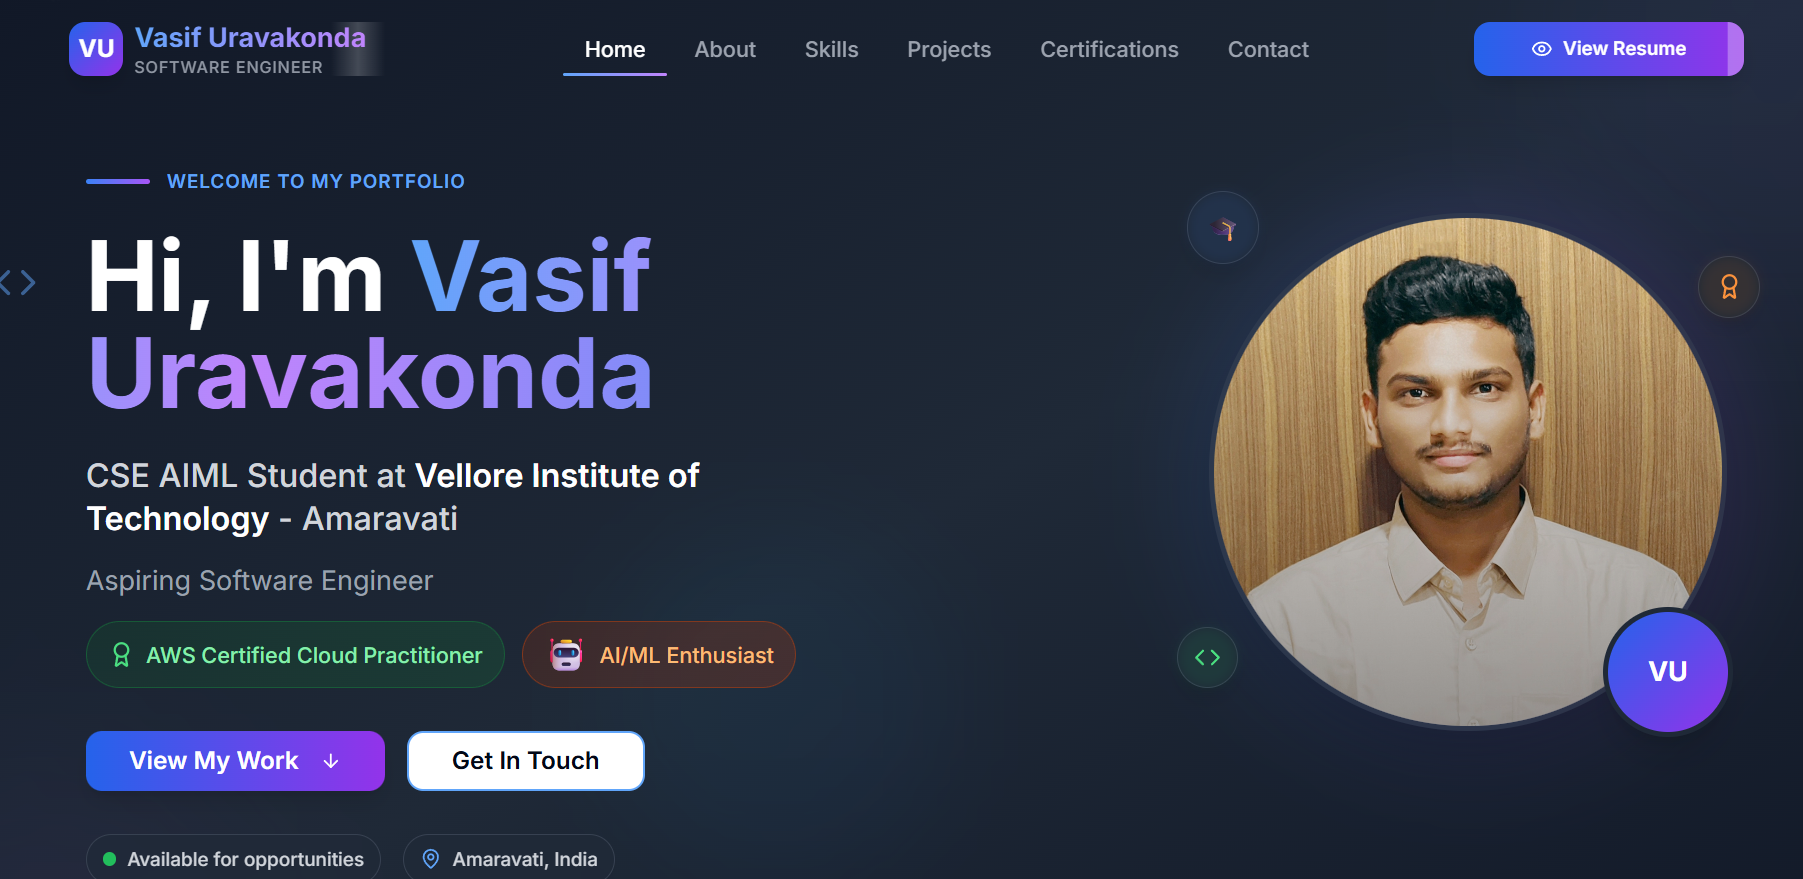 VU
Vasif Uravakonda
SOFTWARE ENGINEER
Home
About
Skills
Projects
Certifications
Contact
View Resume
WELCOME TO MY PORTFOLIO
Hi, I'm Vasif
Uravakonda
CSE AIML Student at Vellore Institute of
Technology - Amaravati
Aspiring Software Engineer
AWS Certified Cloud Practitioner
AI/ML Enthusiast
VU
View My Work
Get In Touch
Available for opportunities
Amaravati, India